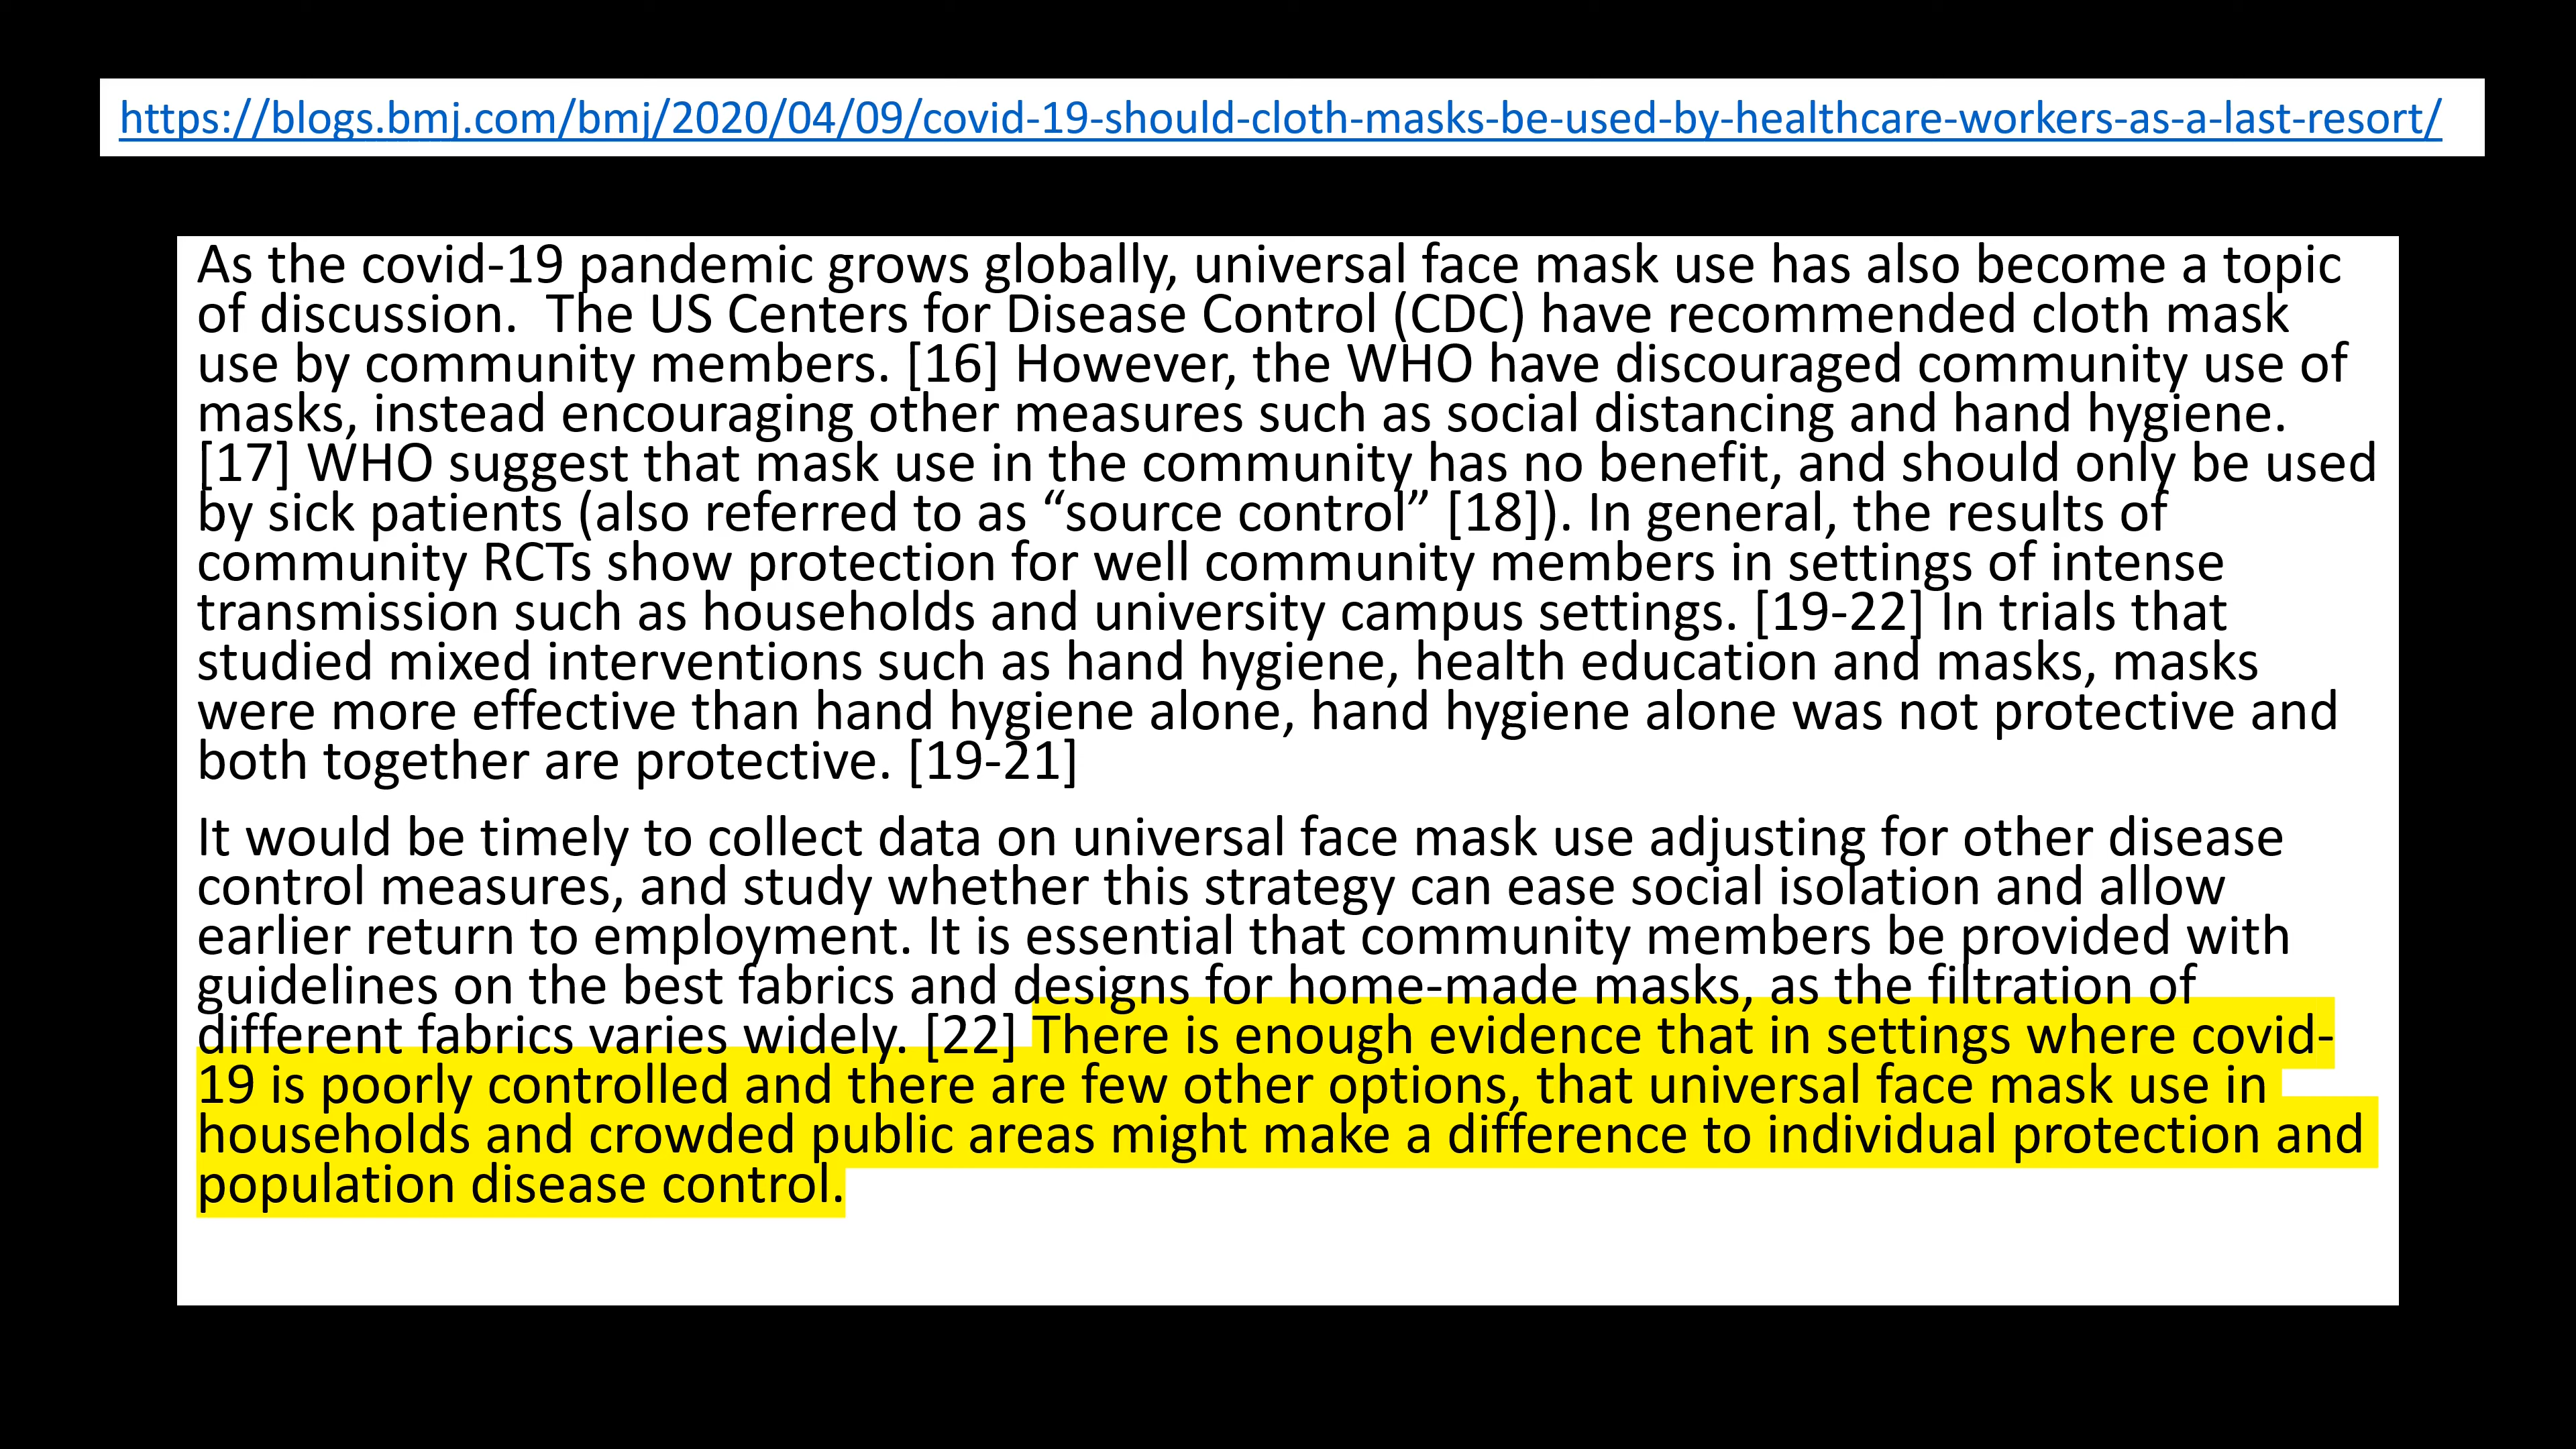 https://blogs.bmj.com/bmj/2020/04/09/covid-19-should-cloth-masks-be-used-by-healthcare-workers-as-a-last-resort/
As the covid-19 pandemic grows globally, universal face mask use has also become a topic
of discussion.  The US Centers for Disease Control (CDC) have recommended cloth mask
use by community members. [16] However, the WHO have discouraged community use of
masks, instead encouraging other measures such as social distancing and hand hygiene.
[17] WHO suggest that mask use in the community has no benefit, and should only be used
by sick patients (also referred to as “source control” [18]). In general, the results of
community RCTs show protection for well community members in settings of intense
transmission such as households and university campus settings. [19-22] In trials that
studied mixed interventions such as hand hygiene, health education and masks, masks
were more effective than hand hygiene alone, hand hygiene alone was not protective and
both together are protective. [19-21]
It would be timely to collect data on universal face mask use adjusting for other disease
control measures, and study whether this strategy can ease social isolation and allow
earlier return to employment. It is essential that community members be provided with
guidelines on the best fabrics and designs for home-made masks, as the filtration of
different fabrics varies widely. [22] There is enough evidence that in settings where covid-
19 is poorly controlled and there are few other options, that universal face mask use in
households and crowded public areas might make a difference to individual protection and
population disease control.